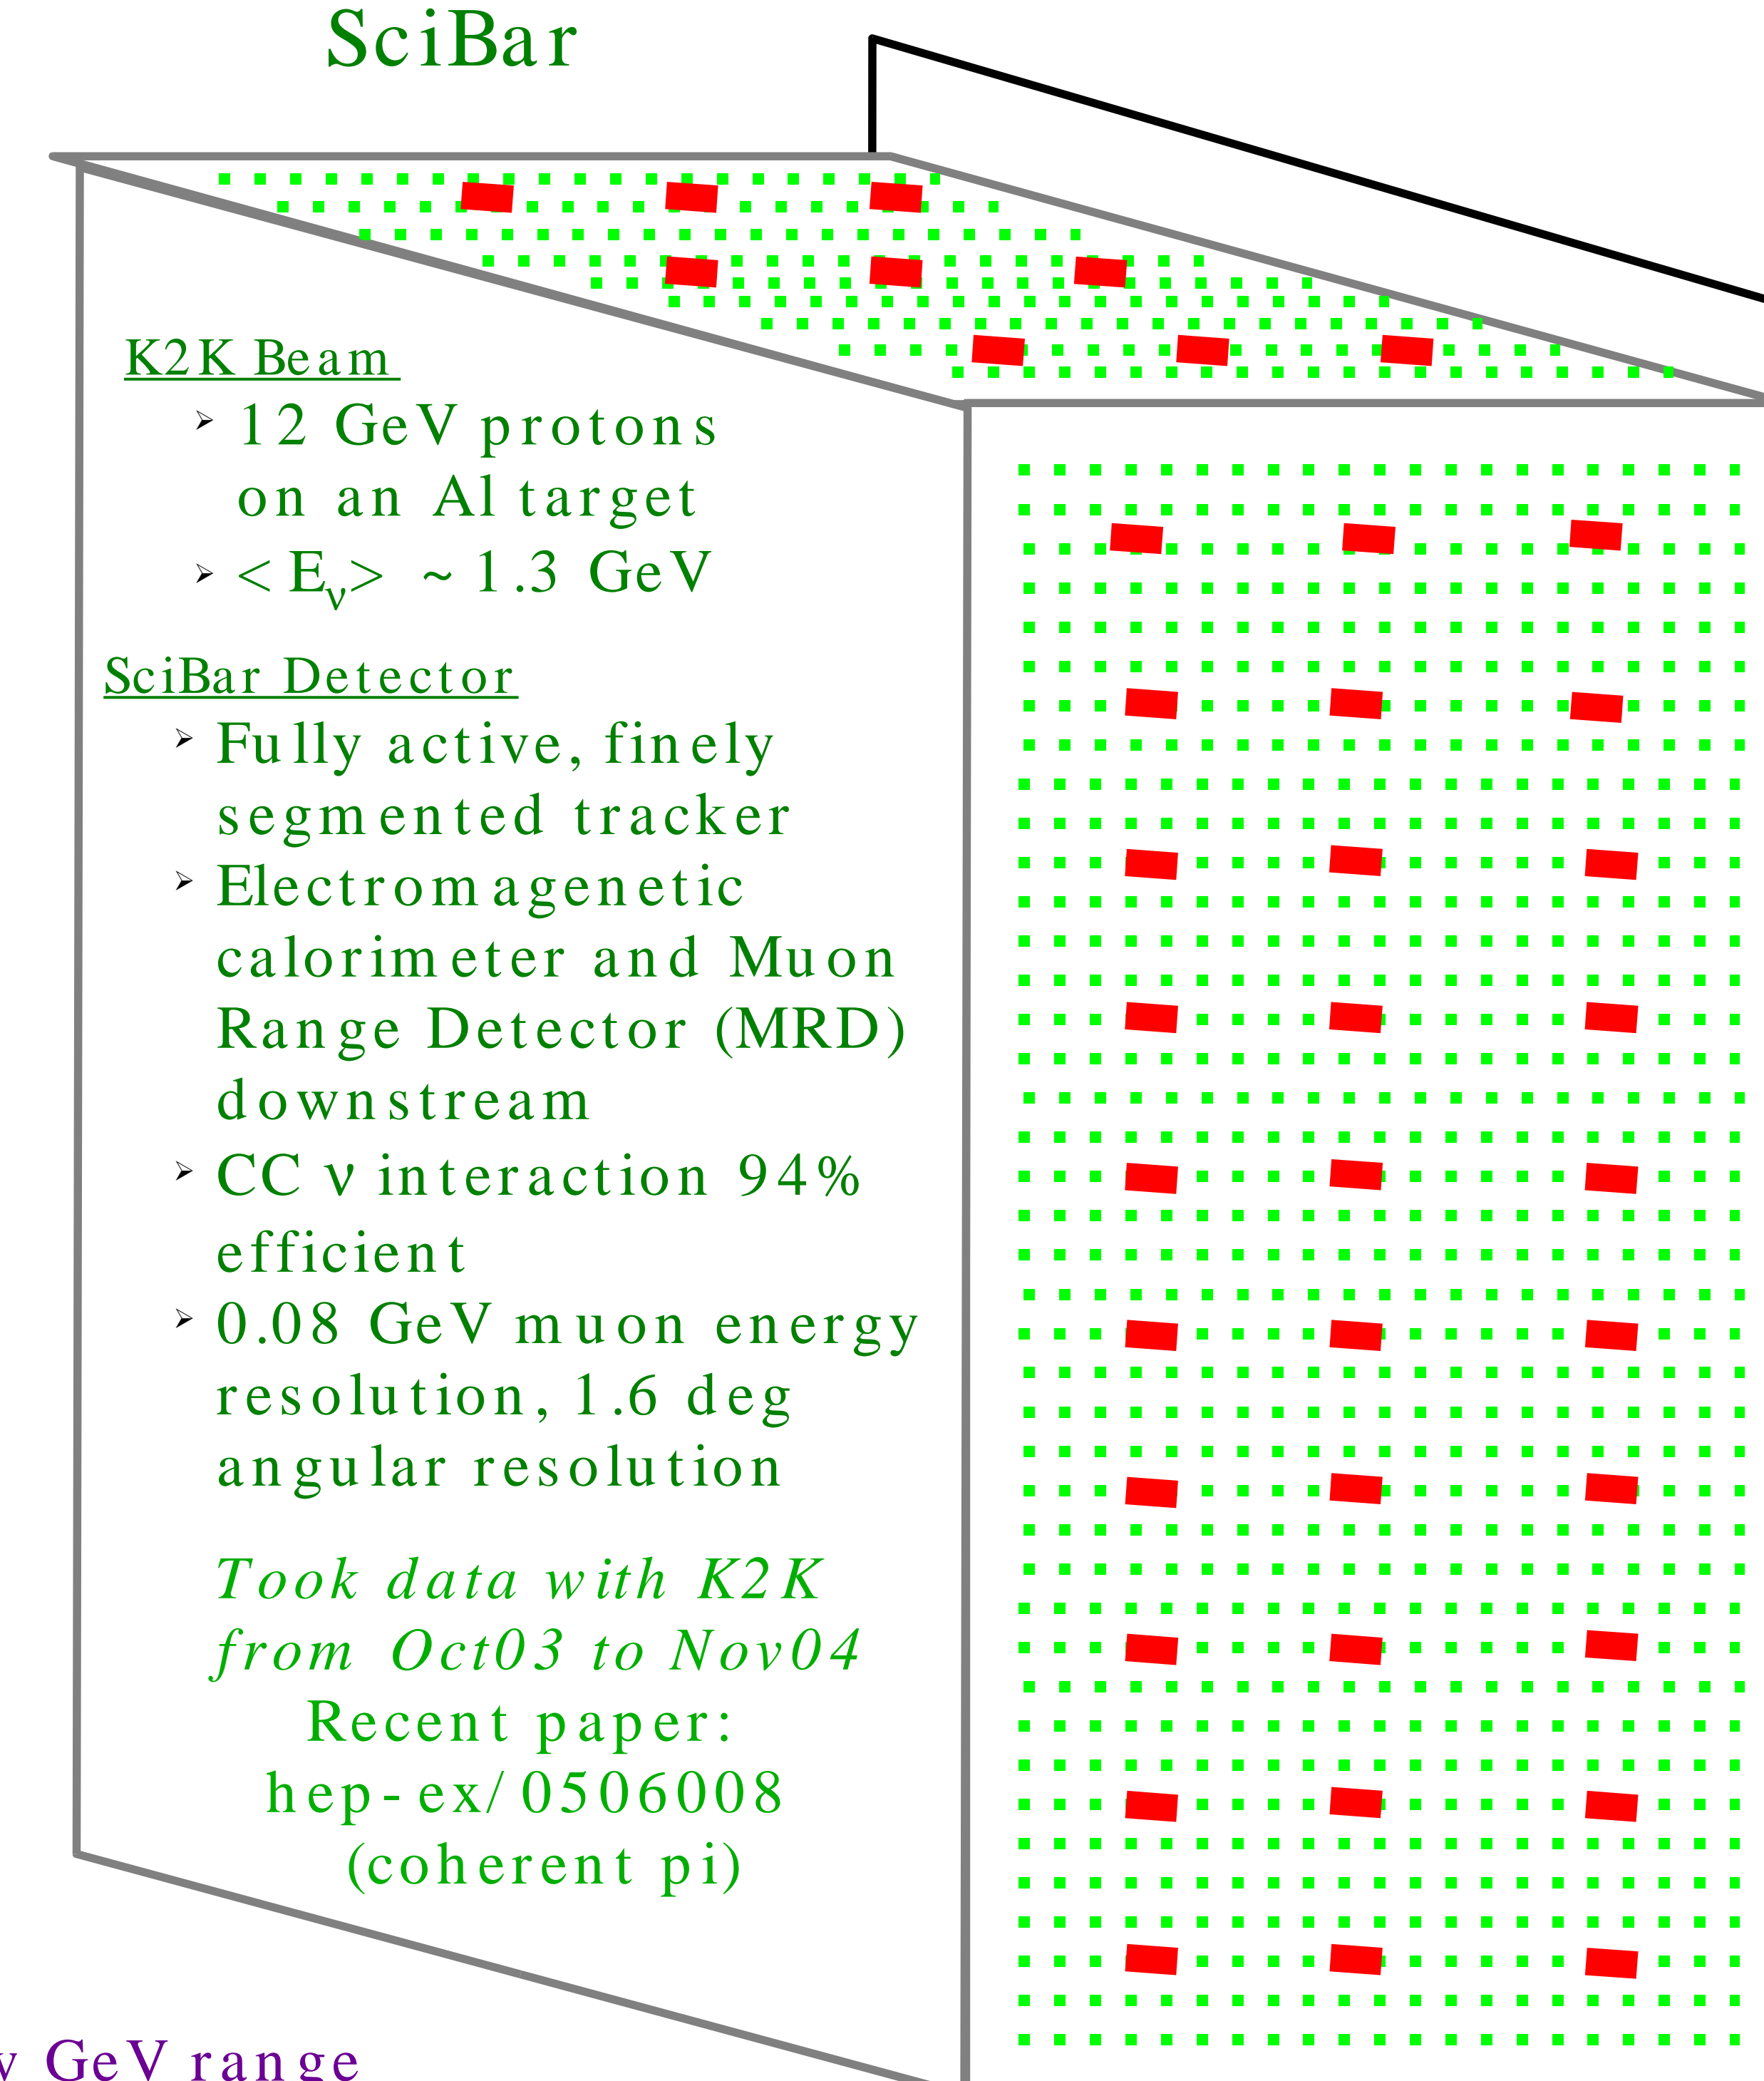 SciBar
K2K Beam
➢ 12 GeV protons
on an Al target
➢ <Eν> ~1.3 GeV
SciBar Detector
➢ Fully active, finely
segmented tracker
➢ Electromagenetic
calorimeter and Muon
Range Detector (MRD)
downstream
➢ CC ν interaction 94%
efficient
➢ 0.08 GeV muon energy
resolution, 1.6 deg
angular resolution
Took data with K2K
from Oct03 to Nov04
Recent paper:
hep-ex/0506008
(coherent pi)
GeV range